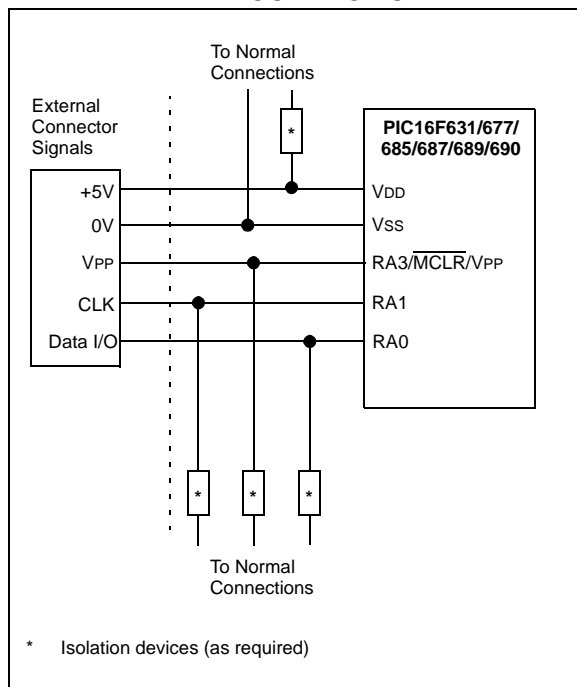 To Normal
Connections
External
Connector
Signals
*
PIC16F631/677/
685/687/689/690
+5V
VDD
0V
VSS
VPP
RA3/MCLR/VPP
CLK
RA1
Data I/O
RA0
* * *
To Normal
Connections
* Isolation devices (as required)